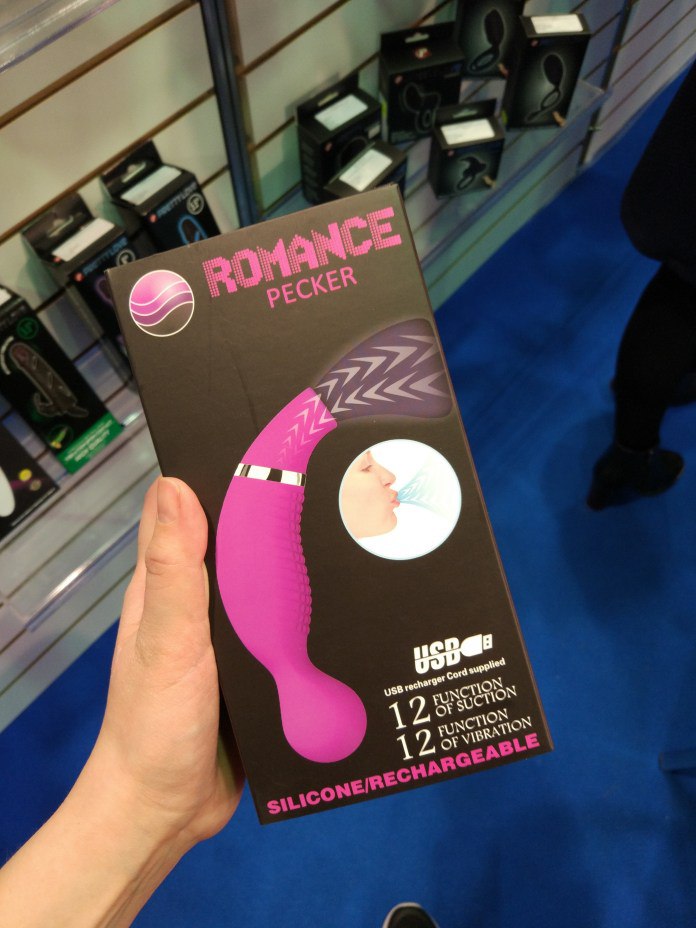 ROMANCE
PECKER
USB
USB recharger Cord supplied
12 FUNCTION
OF SUCTION
12 FUNCTION
OF VIBRATION
SILICONE/RECHARGEABLE